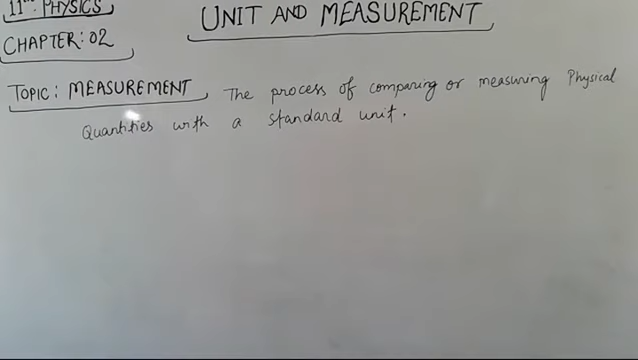 11th PHYSICS
UNIT AND MEASUREMENT
CHAPTER: 02
TOPIC: MEASUREMENT The process of comparing or measuring Physical
Quantities with a standard unit.